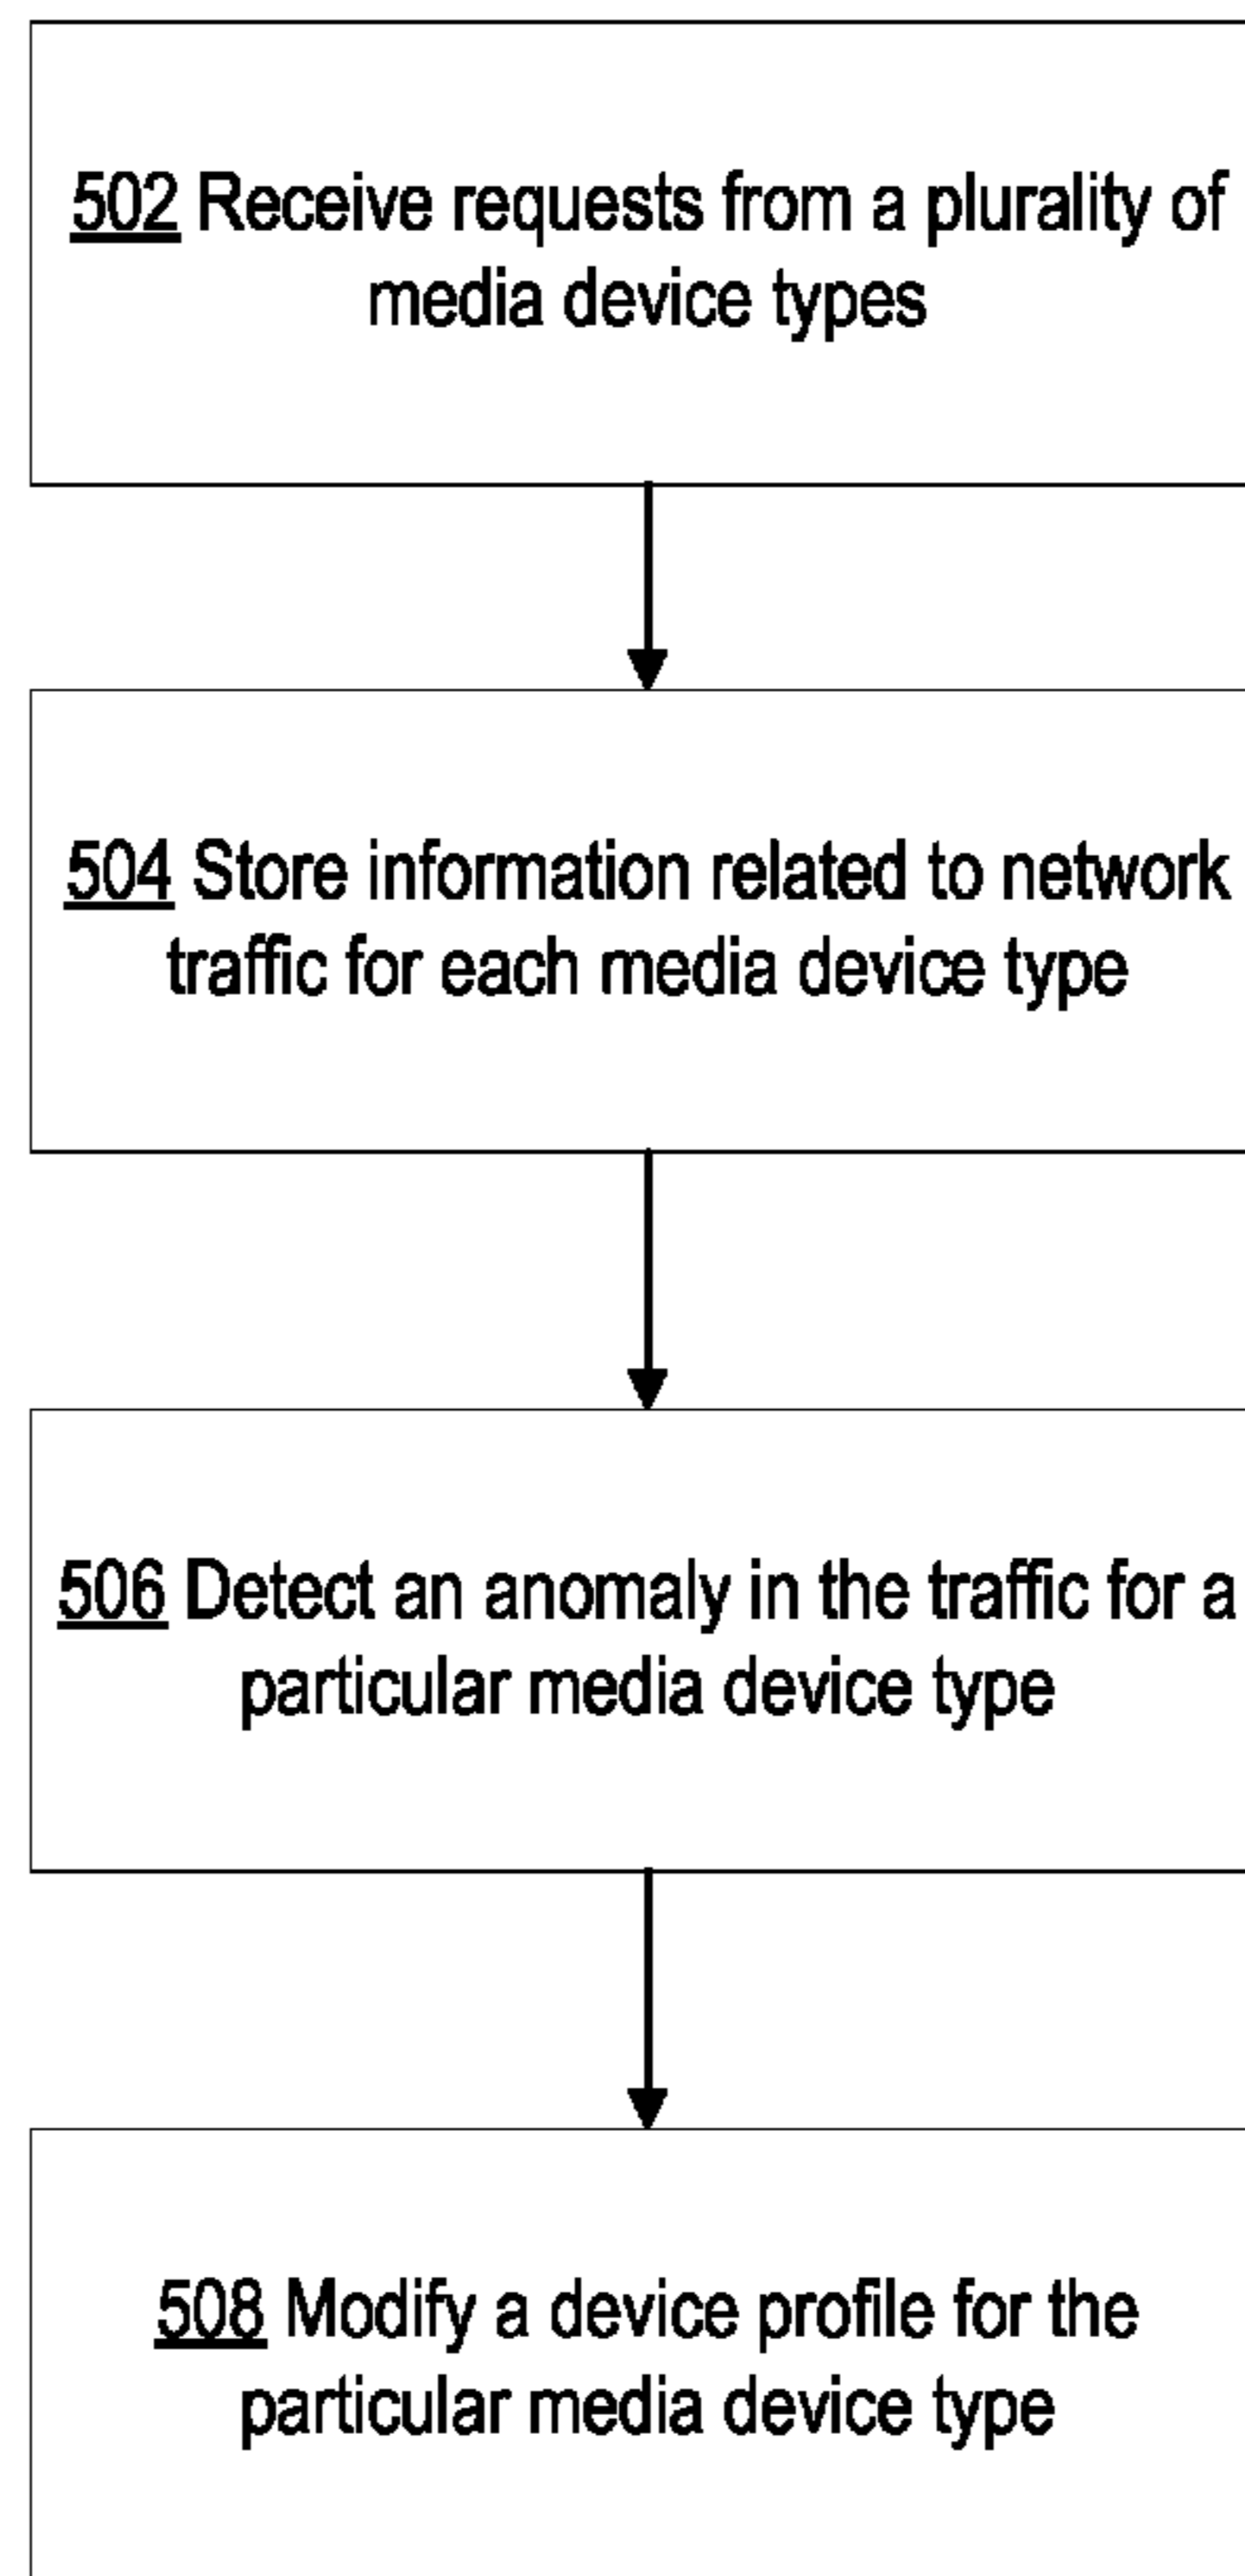 502 Receive requests from a plurality of
media device types
504 Store information related to network
traffic for each media device type
506 Detect an anomaly in the traffic for a
particular media device type
508 Modify a device profile for the
particular media device type